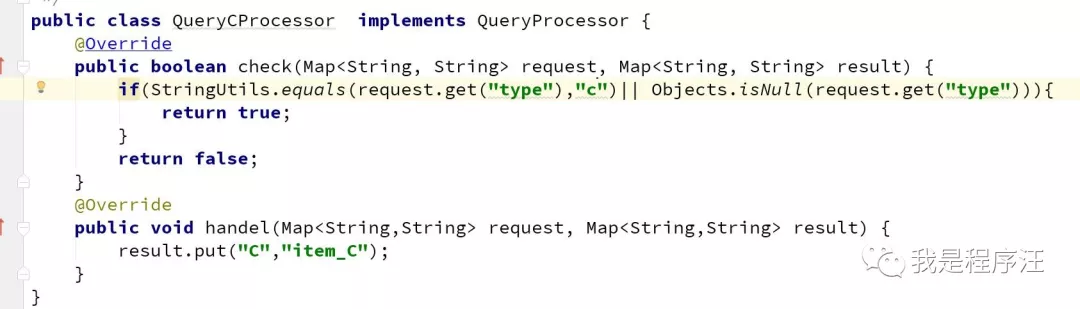 */
public class QueryCProcessor  implements QueryProcessor {
    @Override
    public boolean check(Map<String, String> request, Map<String, String> result) {
        if(StringUtils.equals(request.get("type"),"c")|| Objects.isNull(request.get("type"))){
            return true;
        }
        return false;
    }
    @Override
    public void handel(Map<String,String> request, Map<String,String> result) {
        result.put("C","item_C");
    }
}
我是程序汪